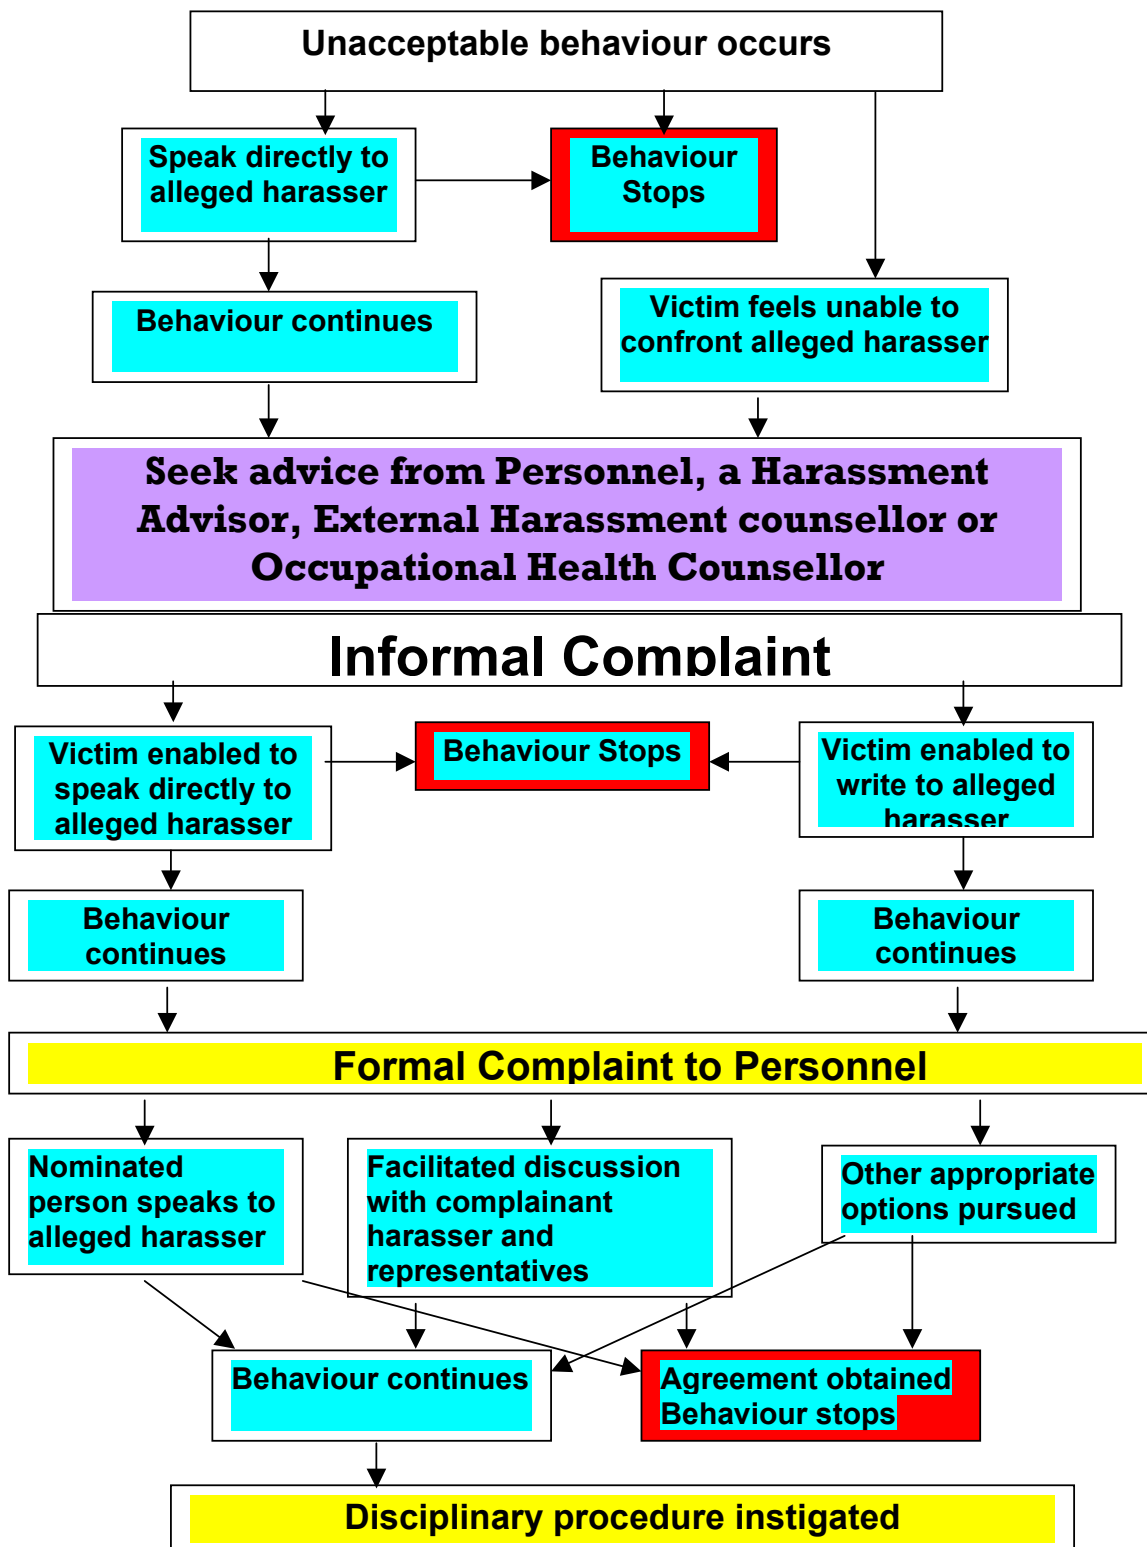 Unacceptable behaviour occurs
Speak directly to
alleged harasser
Behaviour
Stops
Behaviour continues
Victim feels unable to
confront alleged harasser
Seek advice from Personnel, a Harassment
Advisor, External Harassment counsellor or
Occupational Health Counsellor
Informal Complaint
Victim enabled to
speak directly to
alleged harasser
Behaviour Stops
Victim enabled to
write to alleged
harasser
Behaviour
continues
Behaviour
continues
Formal Complaint to Personnel
Nominated
person speaks to
alleged harasser
Facilitated discussion
with complainant
harasser and
representatives
Other appropriate
options pursued
Behaviour continues
Agreement obtained
Behaviour stops
Disciplinary procedure instigated